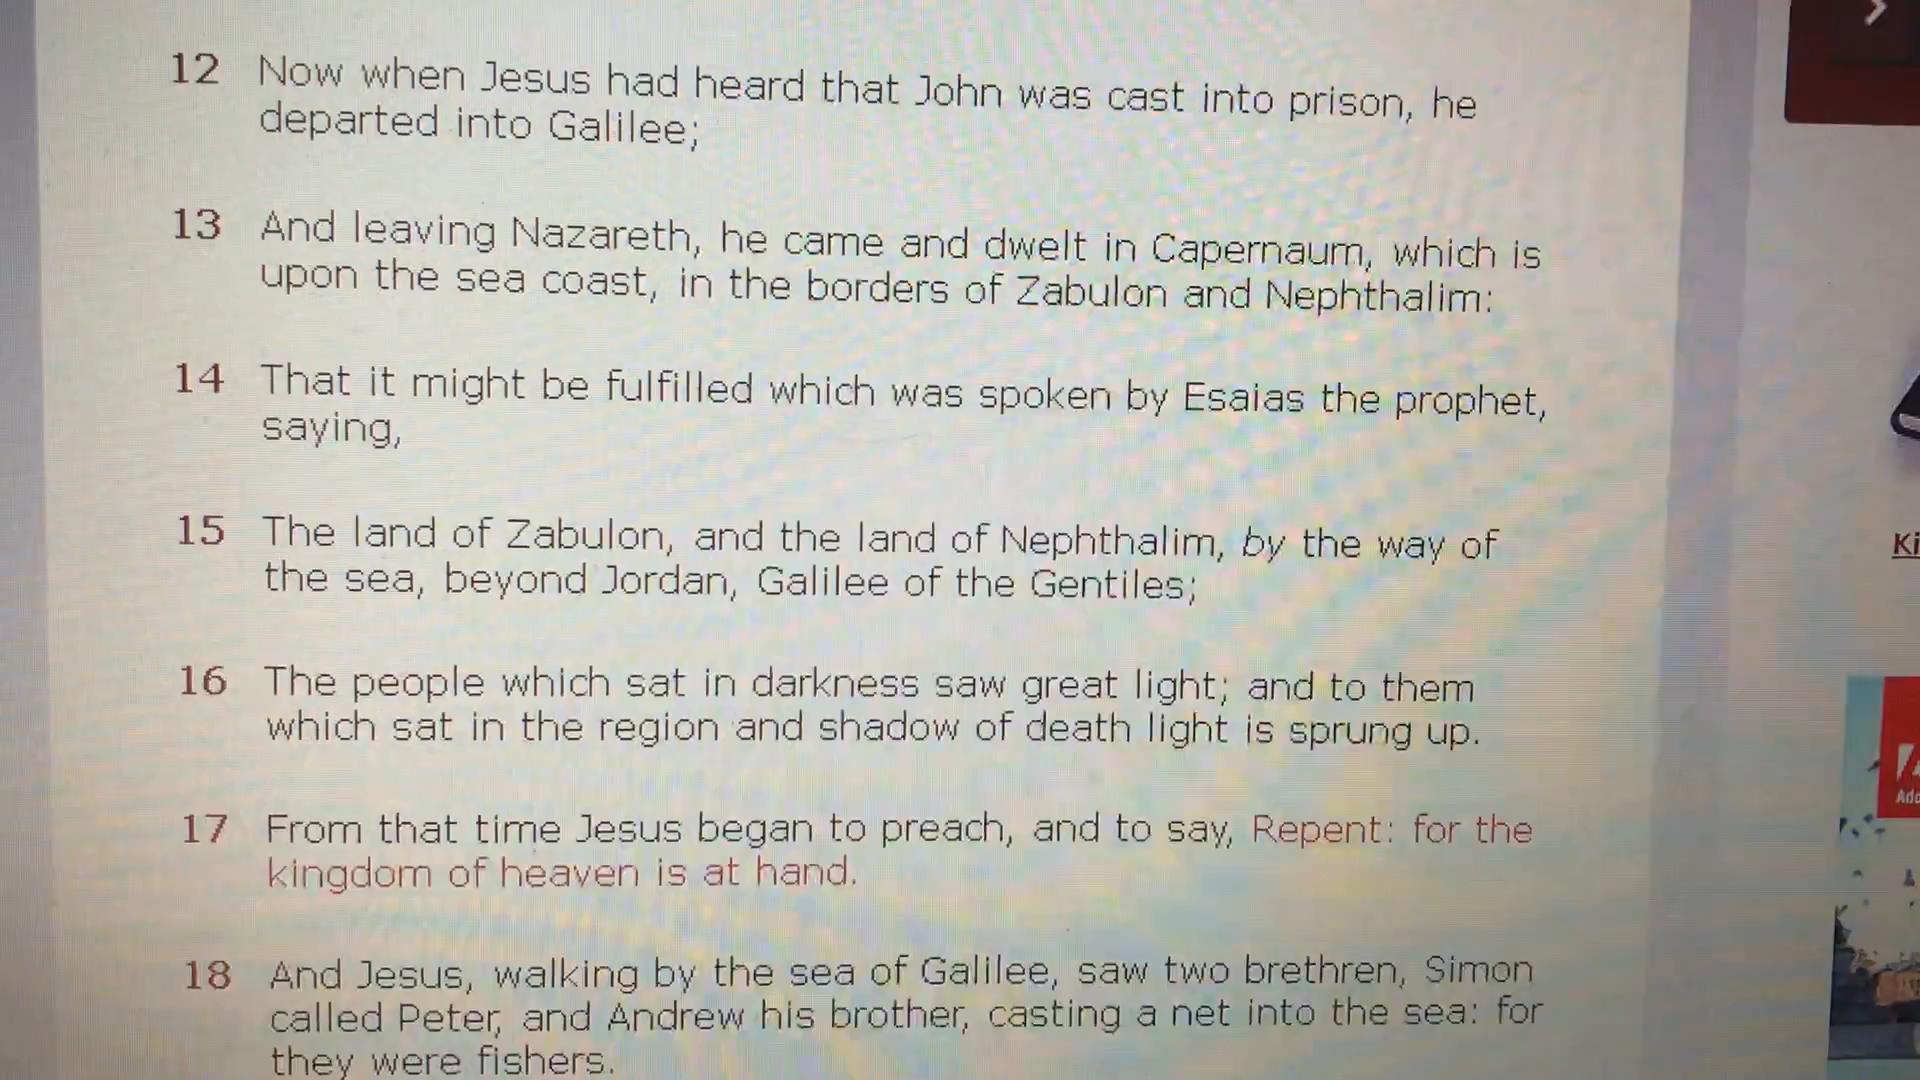 12 Now when Jesus had heard that John was cast into prison, he
departed into Galilee;
13 And leaving Nazareth, he came and dwelt in Capernaum, which is
upon the sea coast, in the borders of Zabulon and Nephthalim:
14 That it might be fulfilled which was spoken by Esaias the prophet,
saying,
15 The land of Zabulon, and the land of Nephthalim, by the way of
the sea, beyond Jordan, Galilee of the Gentiles;
16 The people which sat in darkness saw great light; and to them
which sat in the region and shadow of death light is sprung up.
17 From that time Jesus began to preach, and to say, Repent: for the
kingdom of heaven is at hand.
18 And Jesus, walking by the sea of Galilee, saw two brethren, Simon
called Peter, and Andrew his brother, casting a net into the sea: for
they were fishers.
Ki